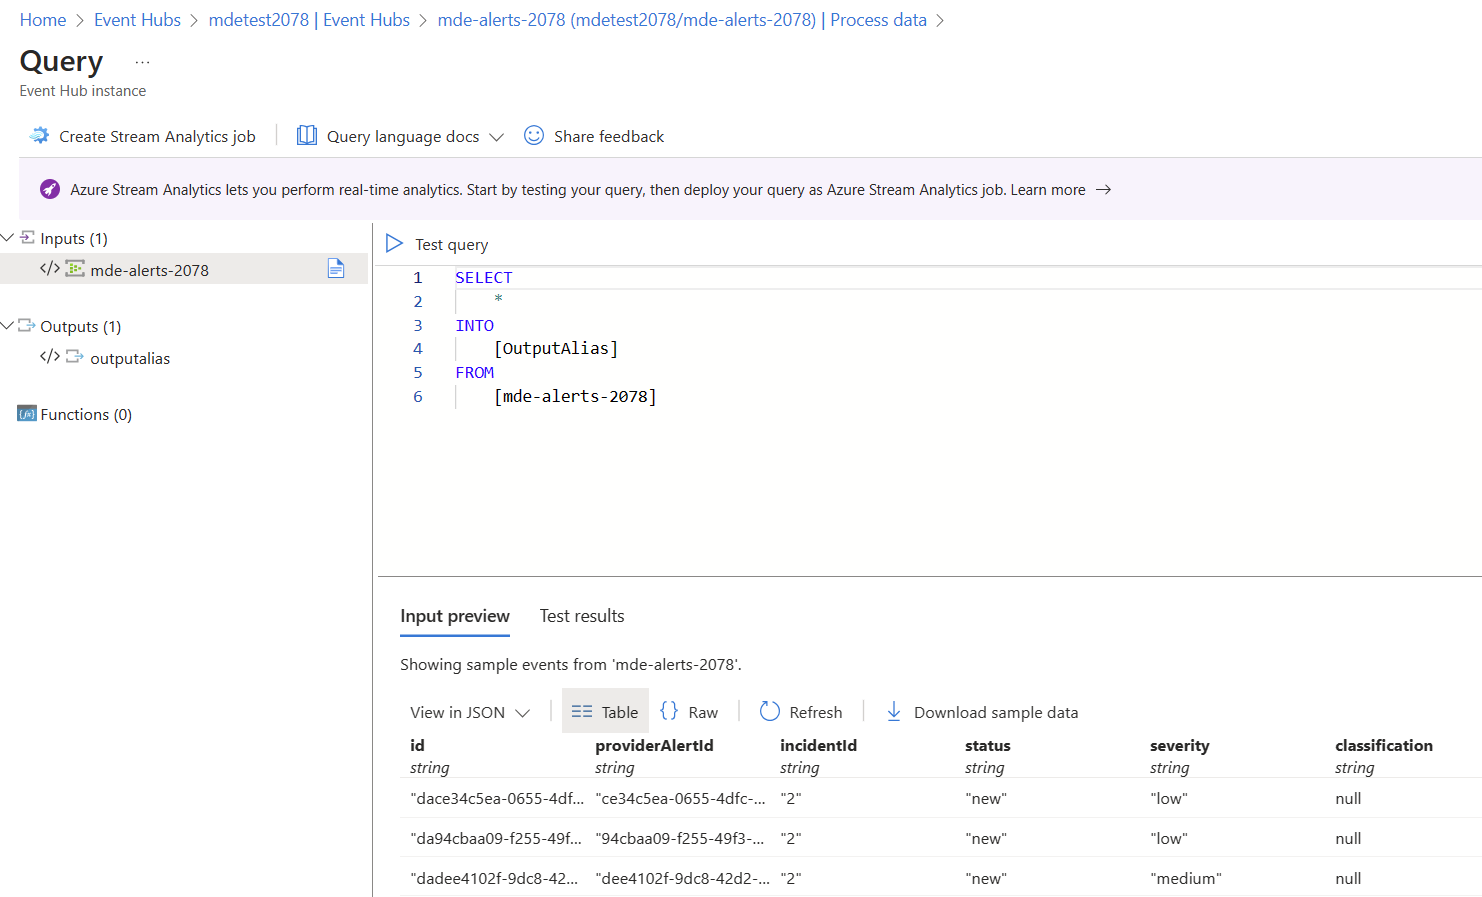 Home > Event Hubs > mdetest2078 | Event Hubs > mde-alerts-2078 (mdetest2078/mde-alerts-2078) | Process data >
Query ...
Event Hub instance
Create Stream Analytics job Query language docs Share feedback
Azure Stream Analytics lets you perform real-time analytics. Start by testing your query, then deploy your query as Azure Stream Analytics job. Learn more →
Inputs (1)
</> mde-alerts-2078
Outputs (1)
</> outputalias
Functions (0)
Test query
1 SELECT
2 *
3 INTO
4 [OutputAlias]
5 FROM
6 [mde-alerts-2078]
Input preview Test results
Showing sample events from 'mde-alerts-2078'.
View in JSON Table {} Raw Refresh Download sample data
id providerAlertId incidentId status severity classification
string string string string string string
"dace34c5ea-0655-4df... "ce34c5ea-0655-4dfc-... "2" "new" "low" null
"da94cbaa09-f255-49f... "94cbaa09-f255-49f3-... "2" "new" "low" null
"dadee4102f-9dc8-42... "dee4102f-9dc8-42d2-... "2" "new" "medium" null